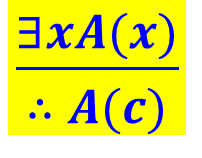 ∃xA(x)
∴ A(c)